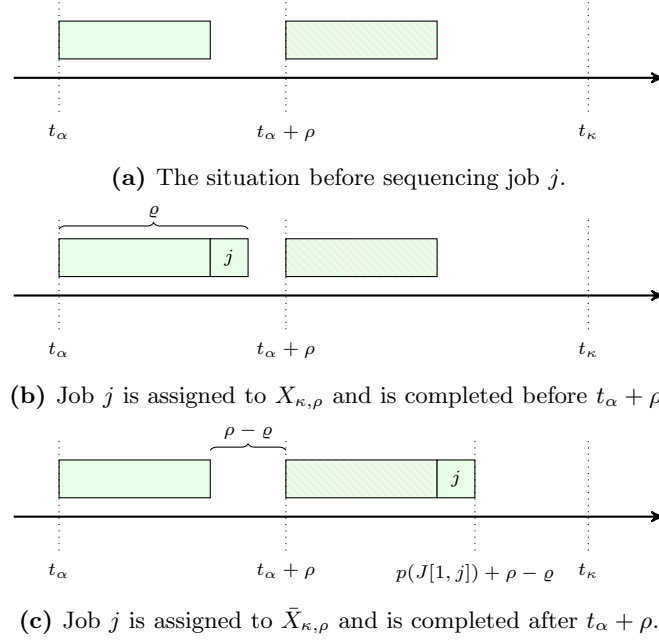 t_α t_α + ρ t_κ
(a) The situation before sequencing job j.
ϱ
j
t_α t_α + ρ t_κ
(b) Job j is assigned to X_{κ,ρ} and is completed before t_α + ρ
ρ − ϱ
j
t_α t_α + ρ p(J[1, j]) + ρ − ϱ t_κ
(c) Job j is assigned to X̄_{κ,ρ} and is completed after t_α + ρ.